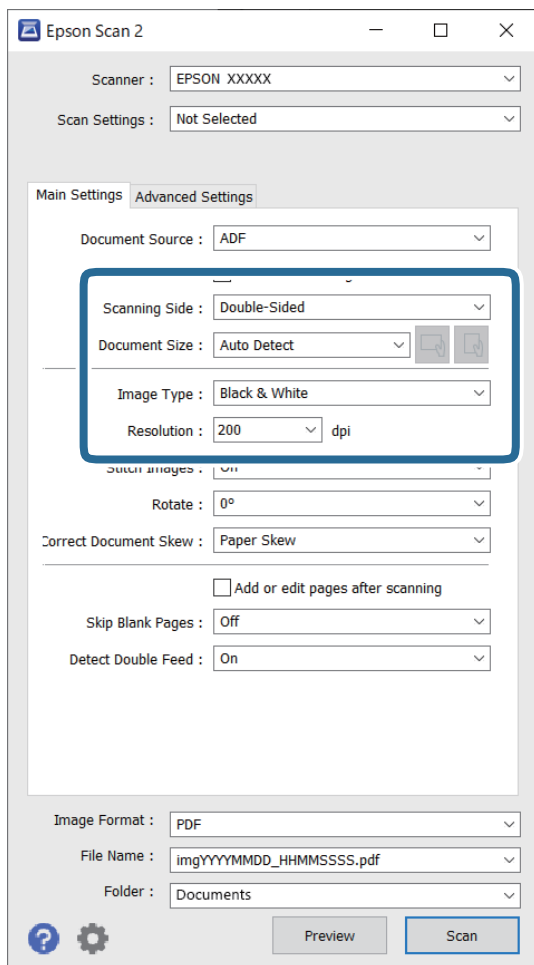 Epson Scan 2
Scanner : EPSON XXXXX
Scan Settings : Not Selected
Main Settings Advanced Settings
Document Source : ADF
Scanning Side : Double-Sided
Document Size : Auto Detect
Image Type : Black & White
Resolution : 200 dpi
Stitch Images : Off
Rotate : 0°
Correct Document Skew : Paper Skew
Add or edit pages after scanning
Skip Blank Pages : Off
Detect Double Feed : On
Image Format : PDF
File Name : imgYYYYMMDD_HHMMSSSS.pdf
Folder : Documents
? Preview Scan